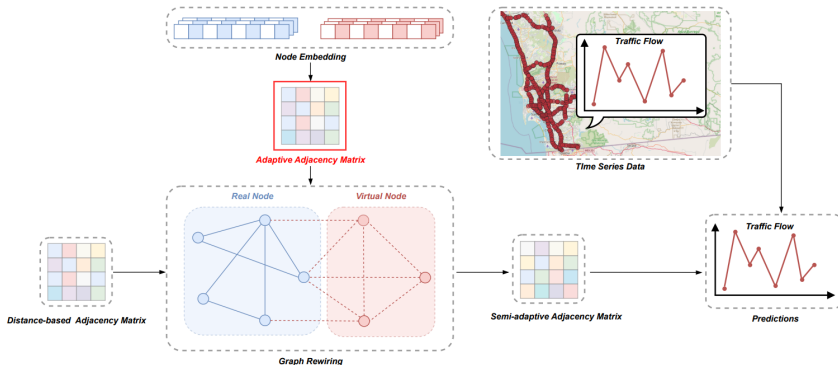 Node Embedding
Adaptive Adjacency Matrix
Traffic Flow
TIme Series Data
Real Node
Virtual Node
Distance-based Adjacency Matrix
Graph Rewiring
Semi-adaptive Adjacency Matrix
Traffic Flow
Predictions